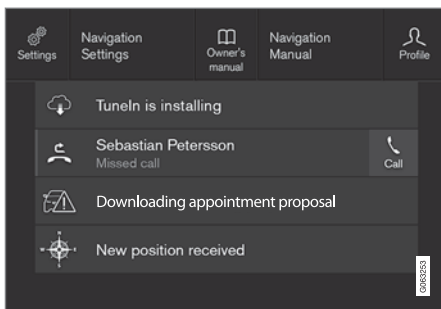 Settings
Navigation
Settings
Owner's
manual
Navigation
Manual
Profile
TuneIn is installing
Sebastian Petersson
Missed call
Call
Downloading appointment proposal
New position received
G063253